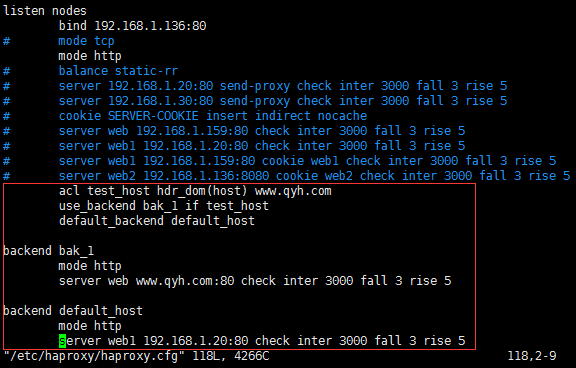 listen nodes
bind 192.168.1.136:80
# mode tcp
mode http
# balance static-rr
# server 192.168.1.20:80 send-proxy check inter 3000 fall 3 rise 5
# server 192.168.1.30:80 send-proxy check inter 3000 fall 3 rise 5
# cookie SERVER-COOKIE insert indirect nocache
# server web 192.168.1.159:80 check inter 3000 fall 3 rise 5
# server web1 192.168.1.20:80 check inter 3000 fall 3 rise 5
# server web1 192.168.1.159:80 cookie web1 check inter 3000 fall 3 rise 5
# server web2 192.168.1.136:8080 cookie web2 check inter 3000 fall 3 rise 5
acl test_host hdr_dom(host) www.qyh.com
use_backend bak_1 if test_host
default_backend default_host
backend bak_1
mode http
server web www.qyh.com:80 check inter 3000 fall 3 rise 5
backend default_host
mode http
server web1 192.168.1.20:80 check inter 3000 fall 3 rise 5
"/etc/haproxy/haproxy.cfg" 118L, 4266C 118,2-9